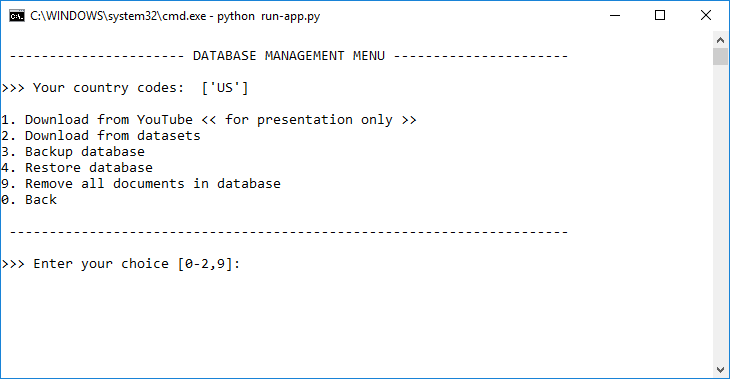 C:\WINDOWS\system32\cmd.exe - python  run-app.py
---------------------- DATABASE MANAGEMENT MENU ----------------------
>>> Your country codes:  ['US']
1. Download from YouTube << for presentation only >>
2. Download from datasets
3. Backup database
4. Restore database
9. Remove all documents in database
0. Back
----------------------------------------------------------------------
>>> Enter your choice [0-2,9]: